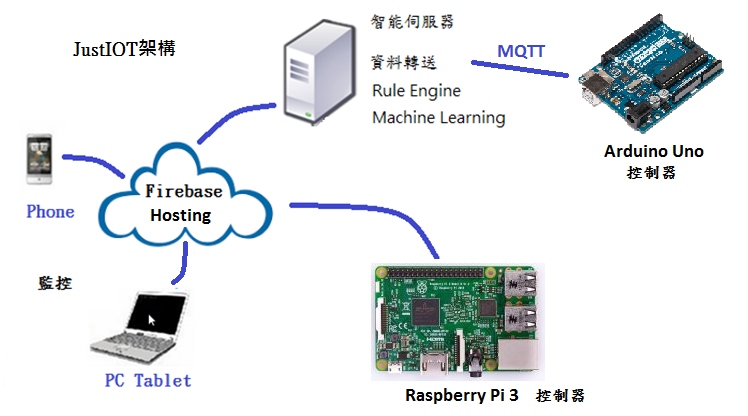 JustIOT架構
智能伺服器
資料轉送
Rule Engine
Machine Learning
MQTT
Arduino Uno
控制器
Phone
Firebase
Hosting
監控
PC Tablet
Raspberry Pi 3 控制器